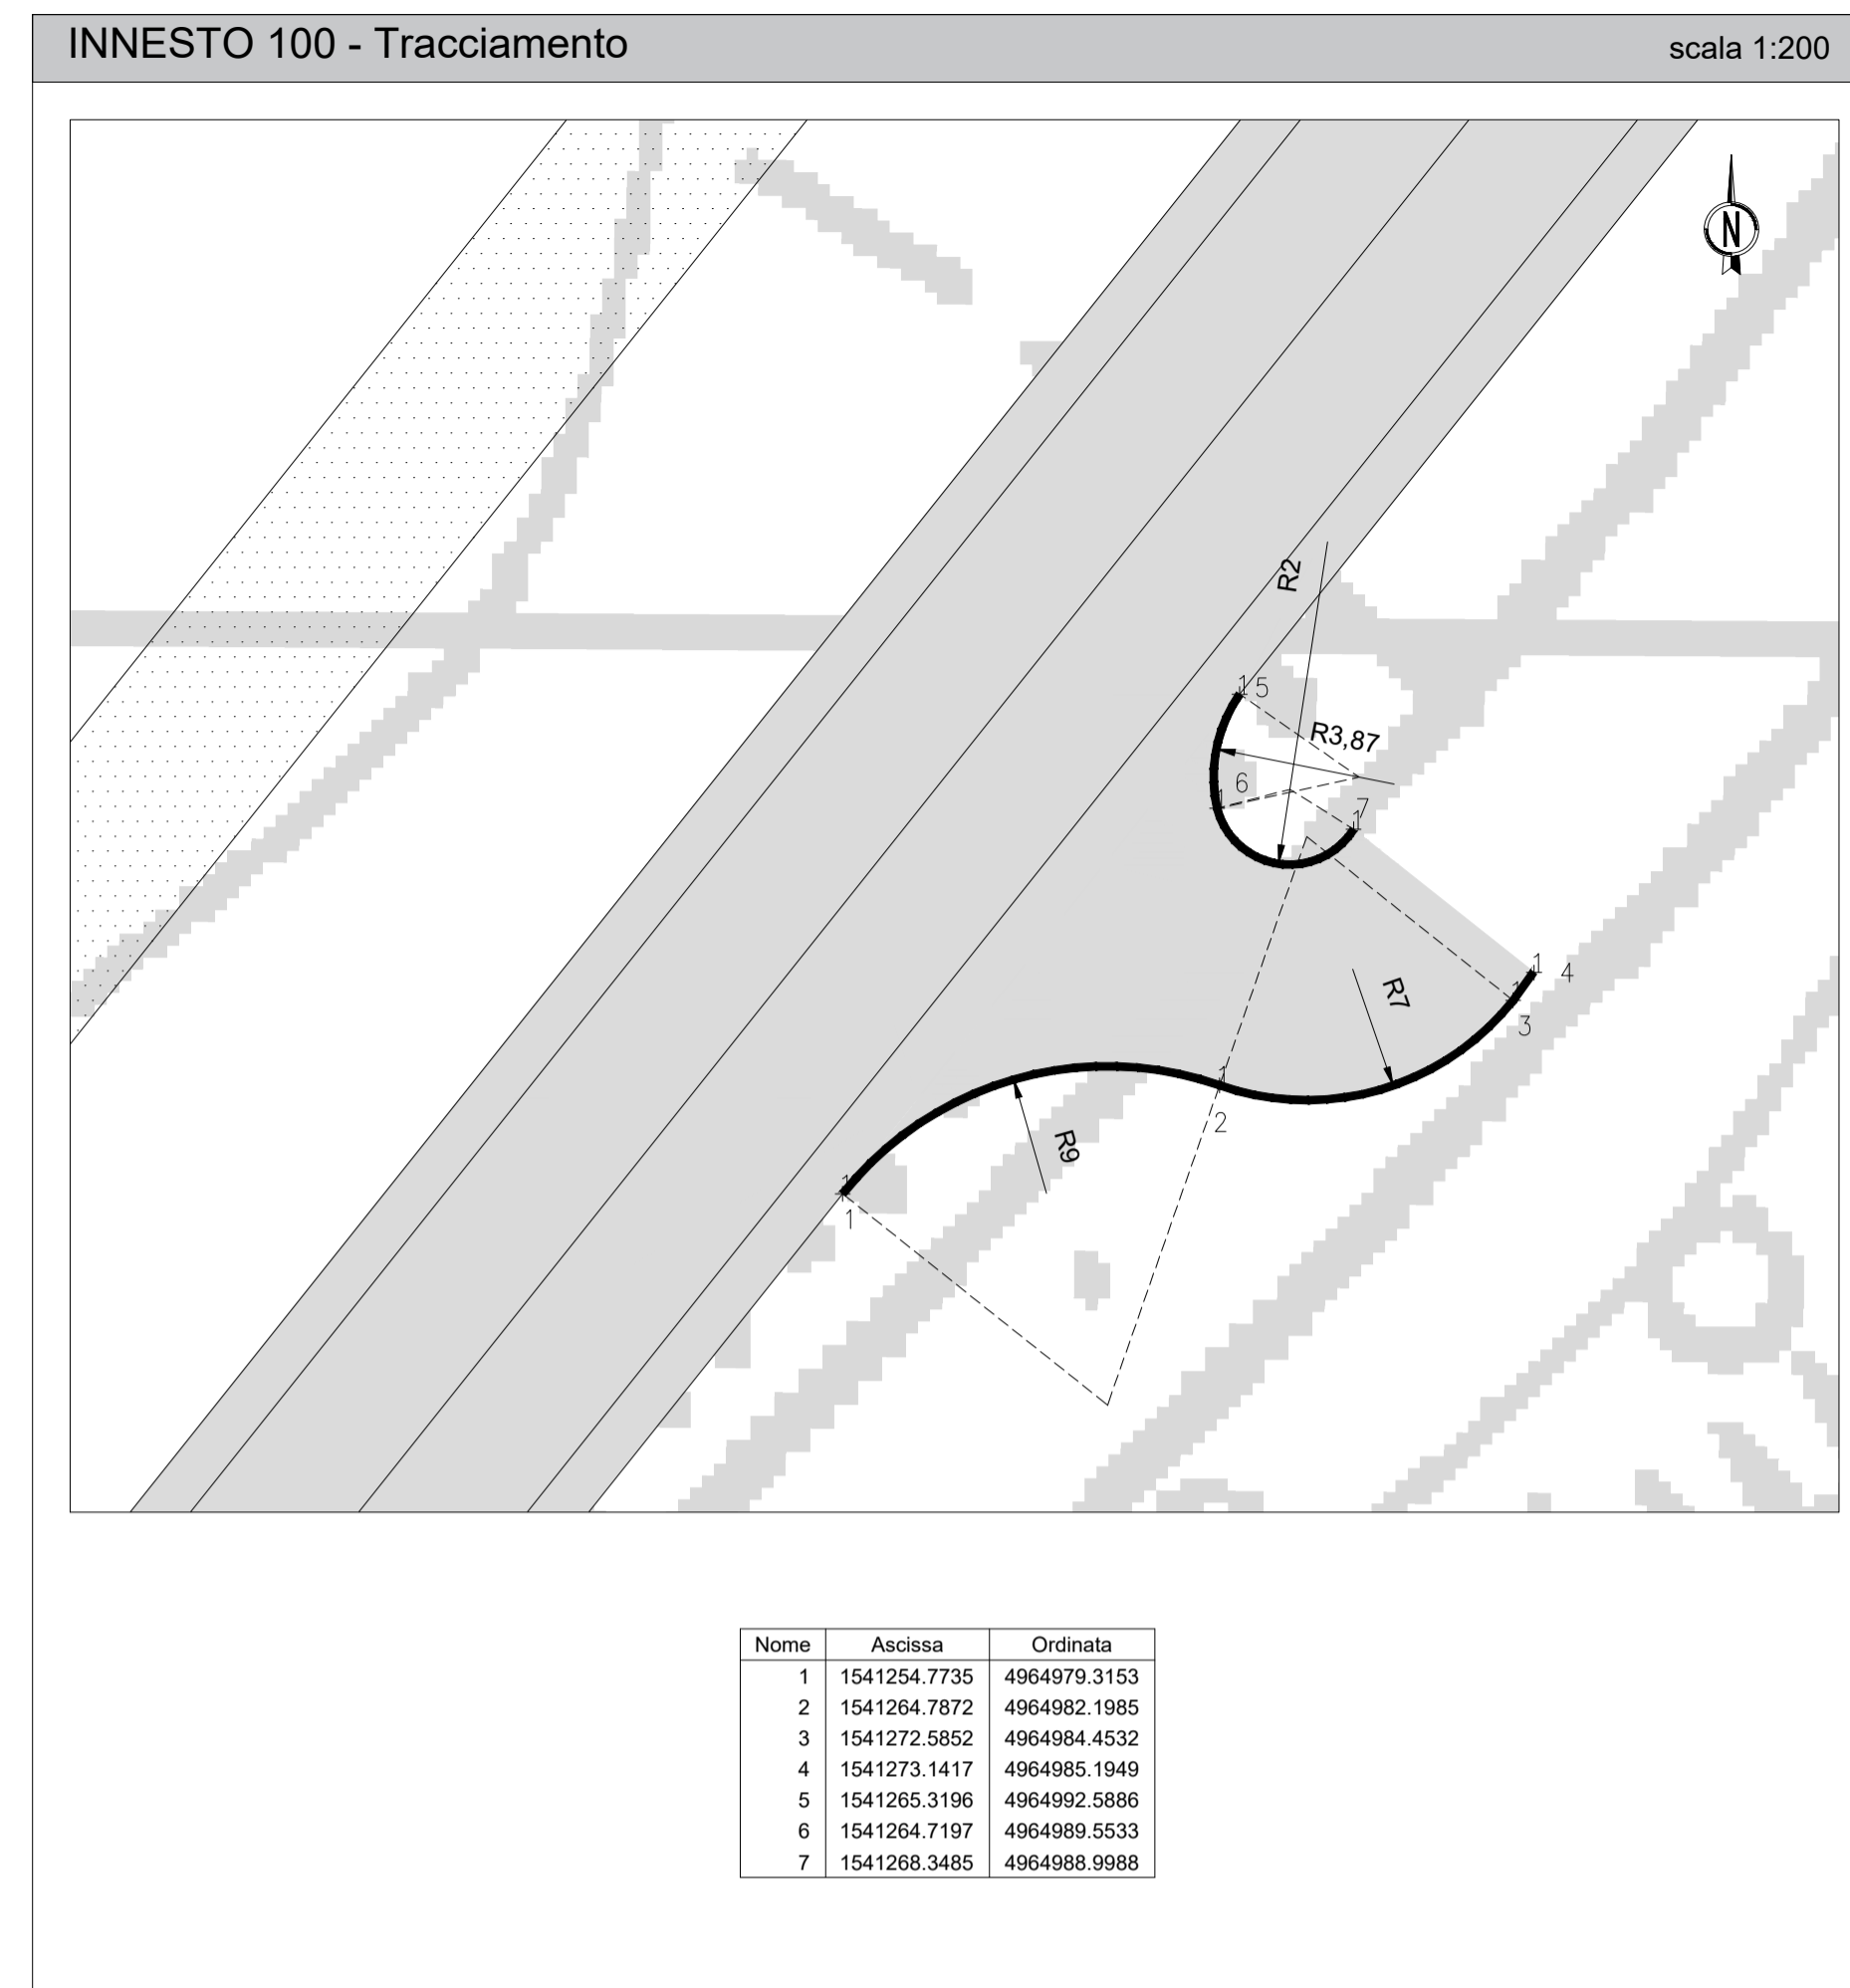 INNESTO 100 - Tracciamento scala 1:200
N
R2
1 5
R3,87
6
1
7
1
1 4
R7
1
3
1
2
R9
1
1
Nome Ascissa Ordinata
1 1541254.7735 4964979.3153
2 1541264.7872 4964982.1985
3 1541272.5852 4964984.4532
4 1541273.1417 4964985.1949
5 1541265.3196 4964992.5886
6 1541264.7197 4964989.5533
7 1541268.3485 4964988.9988